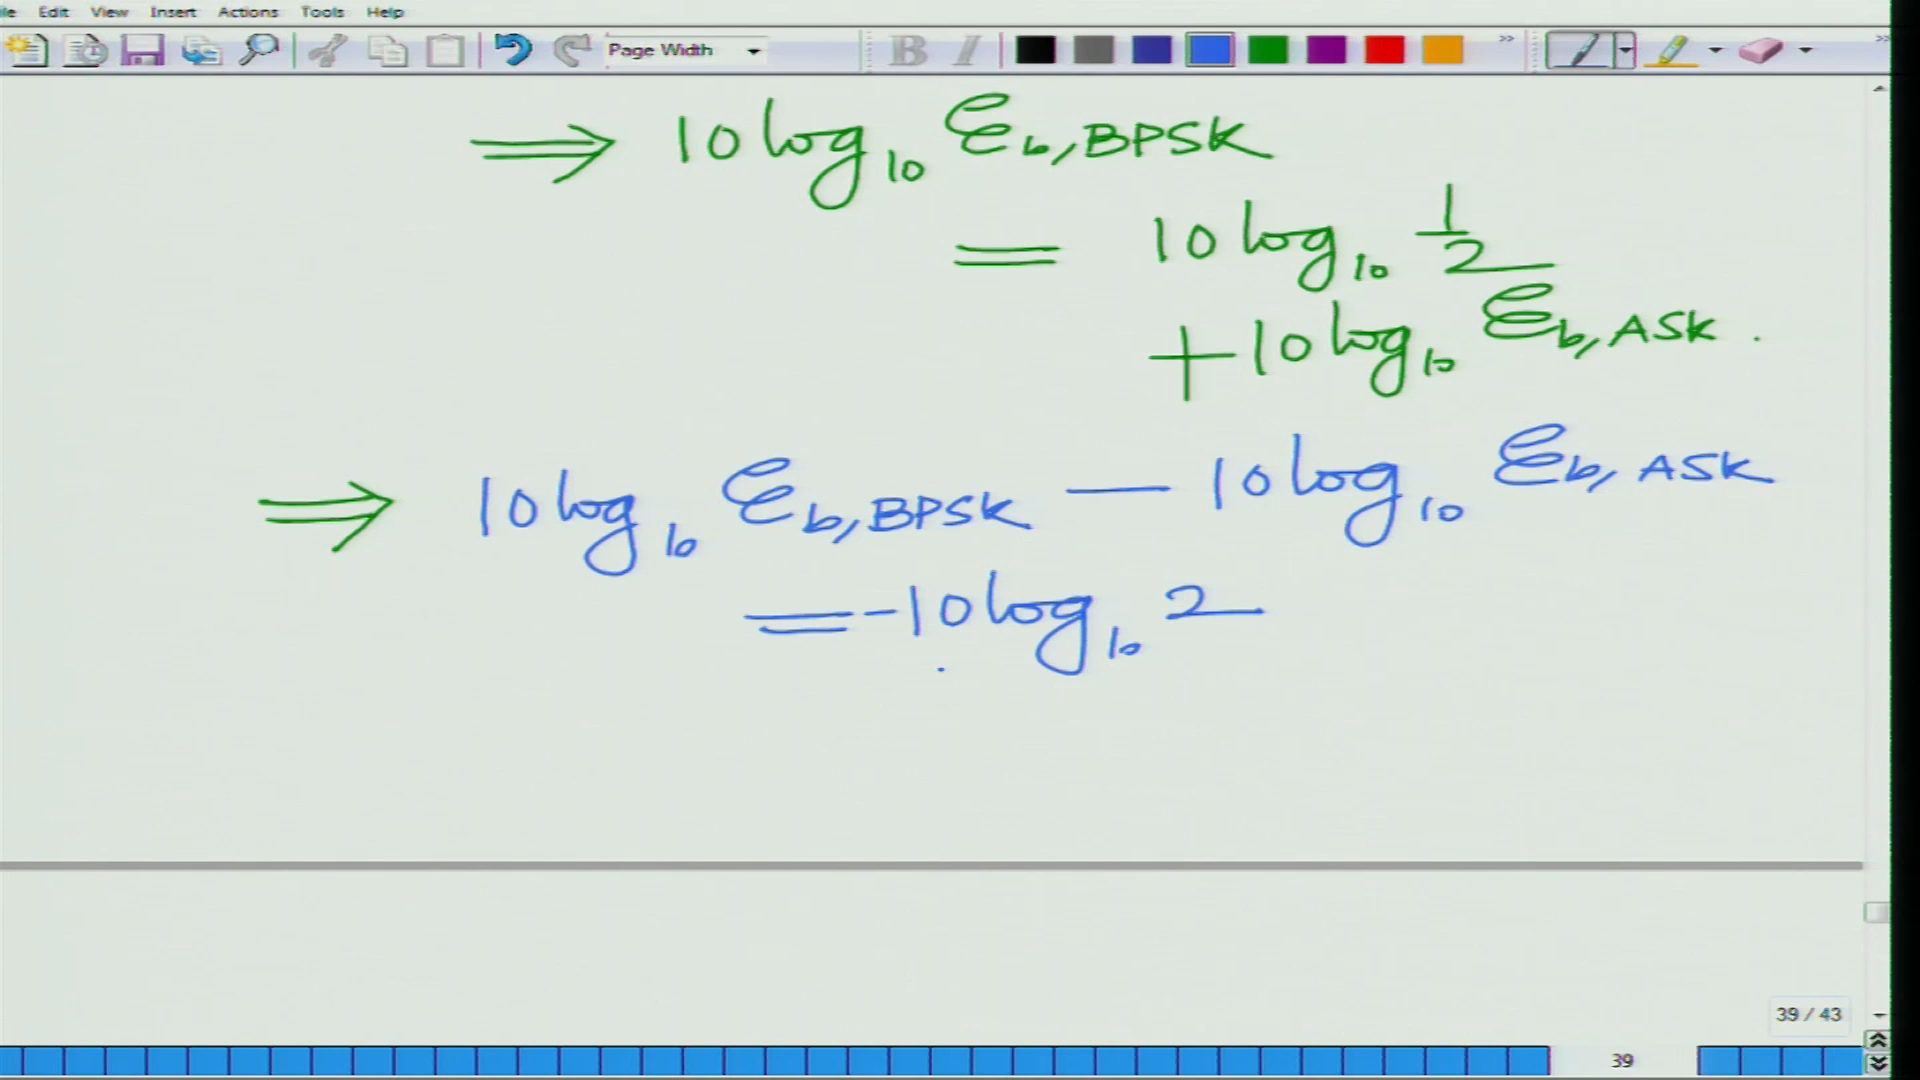 Edit View Insert Actions Tools Help
Page Width B I
⟹ 10 log₁₀ ℰb, BPSK
= 10 log₁₀ 1/2
+ 10 log₁₀ ℰb, ASK .
⟹ 10 log₁₀ ℰb, BPSK — 10 log₁₀ ℰb, ASK
= -10 log₁₀ 2
39 / 43
39